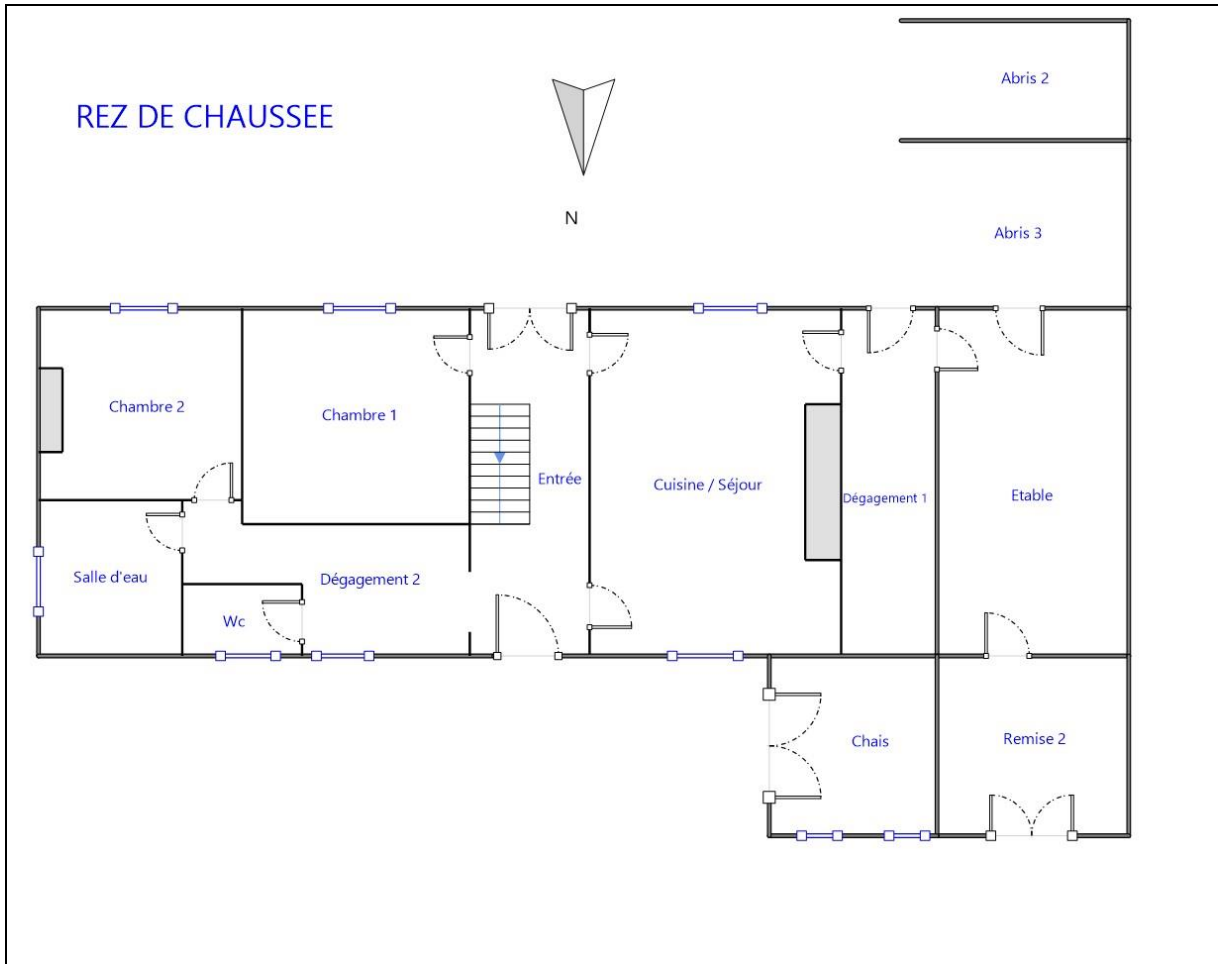 Abris 2
REZ DE CHAUSSEE
N
Abris 3
Chambre 2
Chambre 1
Entrée
Cuisine / Séjour
Dégagement 1
Etable
Salle d'eau
Dégagement 2
Wc
Chais
Remise 2